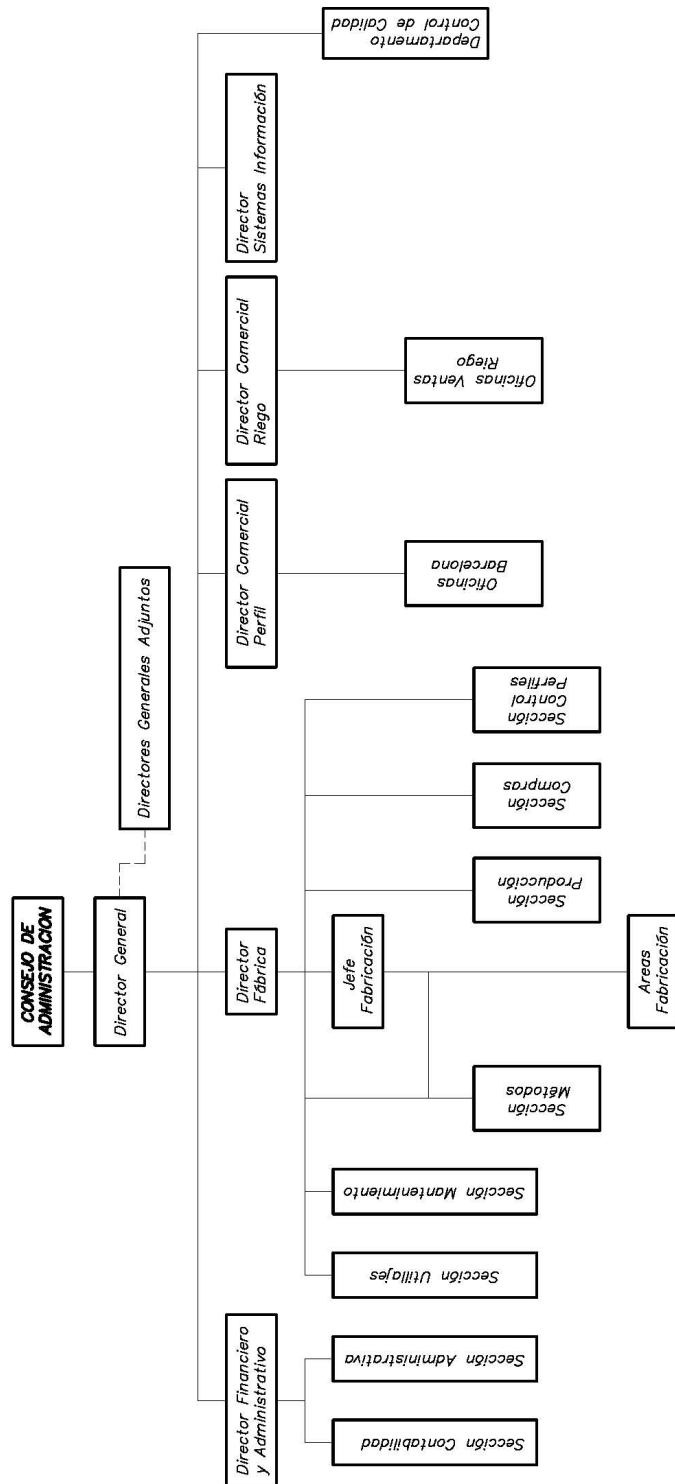 CONSEJO DE
ADMINISTRACION
Director General
Directores Generales Adjuntos
Director Financiero
y Administrativo
Director
Fábrica
Director Comercial
Perfil
Director Comercial
Riego
Director
Sistemas Información
Departamento
Control de Calidad
Sección Contabilidad
Sección Administrativa
Sección Utillajes
Sección Mantenimiento
Jefe
Fabricación
Sección
Métodos
Sección
Producción
Sección
Compras
Sección
Control
Perfiles
Oficinas
Barcelona
Oficinas Ventas
Riego
Areas
Fabricación